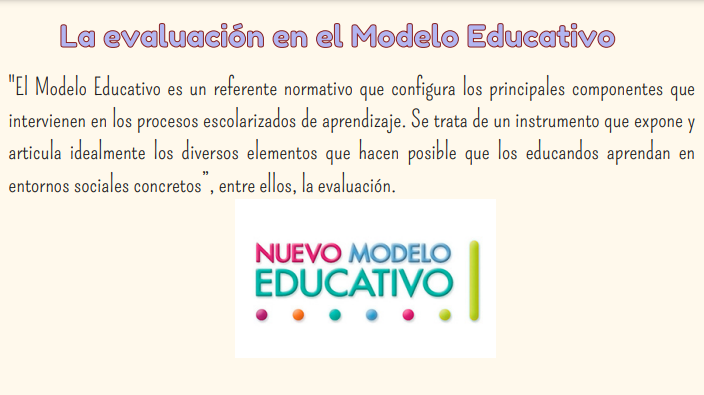 La evaluación en el Modelo Educativo
"El Modelo Educativo es un referente normativo que configura los principales componentes que
intervienen en los procesos escolarizados de aprendizaje. Se trata de un instrumento que expone y
articula idealmente los diversos elementos que hacen posible que los educandos aprendan en
entornos sociales concretos”, entre ellos, la evaluación.
NUEVO MODELO
EDUCATIVO